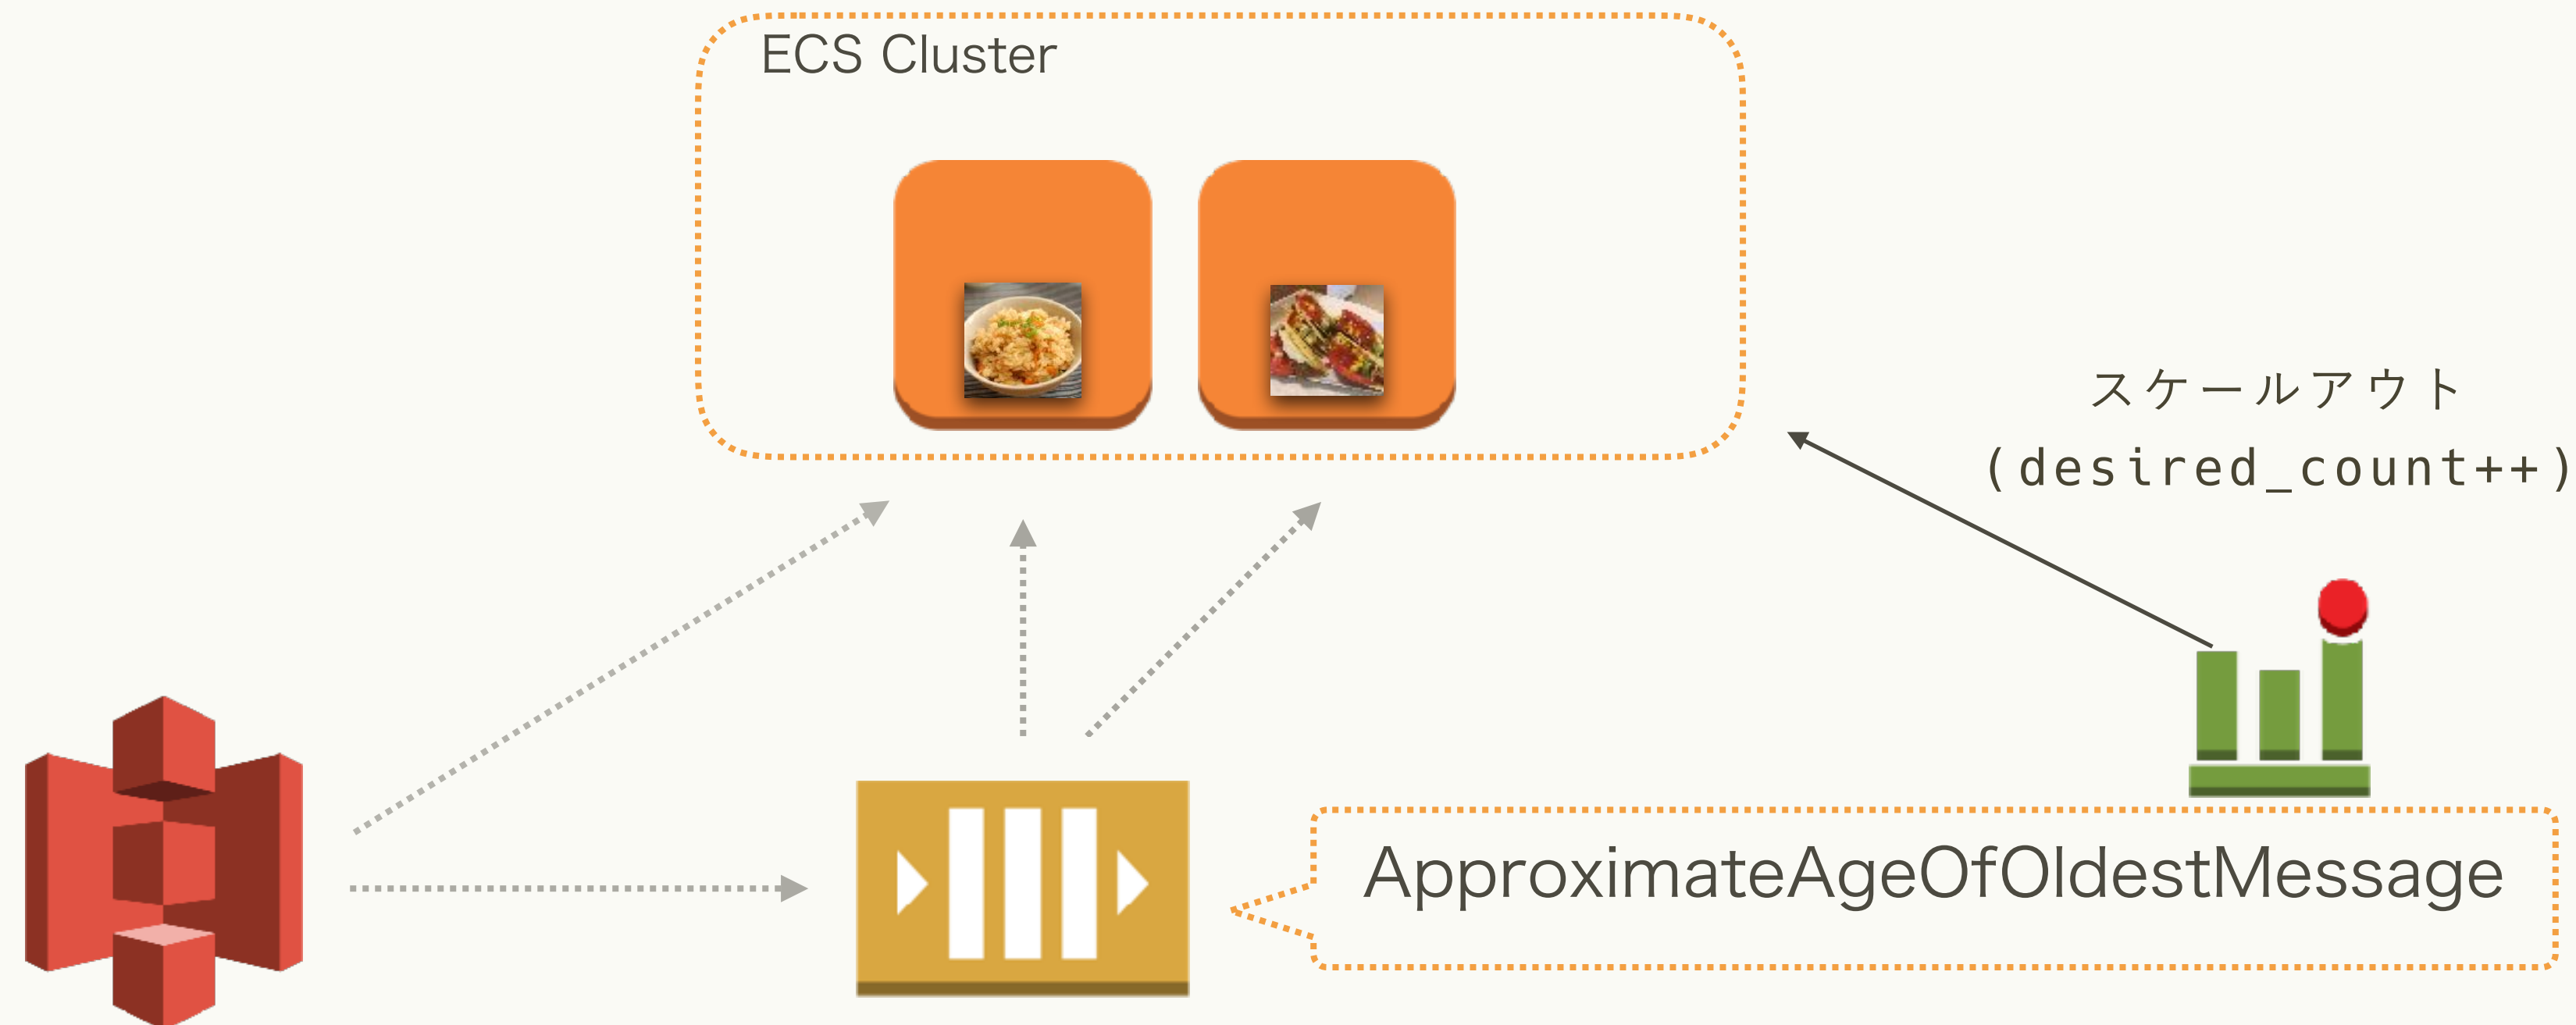 ECS Cluster
スケールアウト
(desired_count++)
ApproximateAgeOfOldestMessage